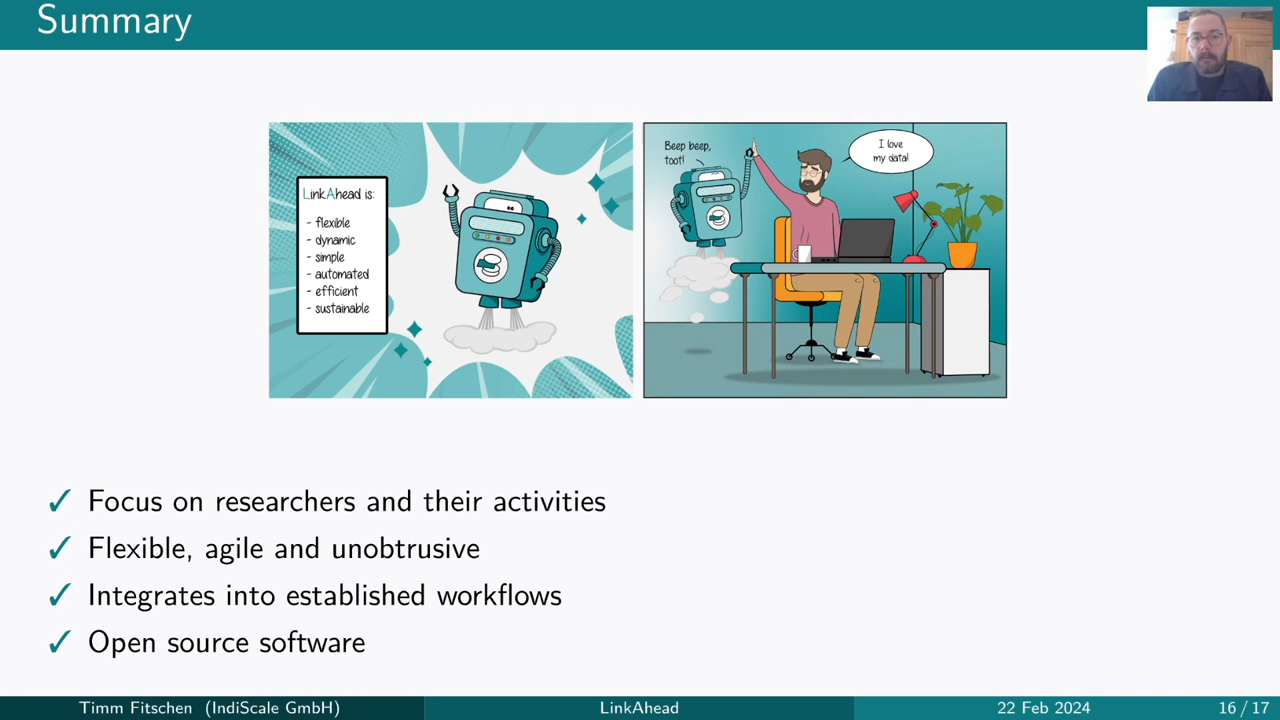 Summary
LinkAhead is:
- flexible
- dynamic
- simple
- automated
- efficient
- sustainable
Beep beep,
toot!
I love
my data!
✓ Focus on researchers and their activities
✓ Flexible, agile and unobtrusive
✓ Integrates into established workflows
✓ Open source software
Timm Fitschen (IndiScale GmbH) LinkAhead 22 Feb 2024 16 / 17